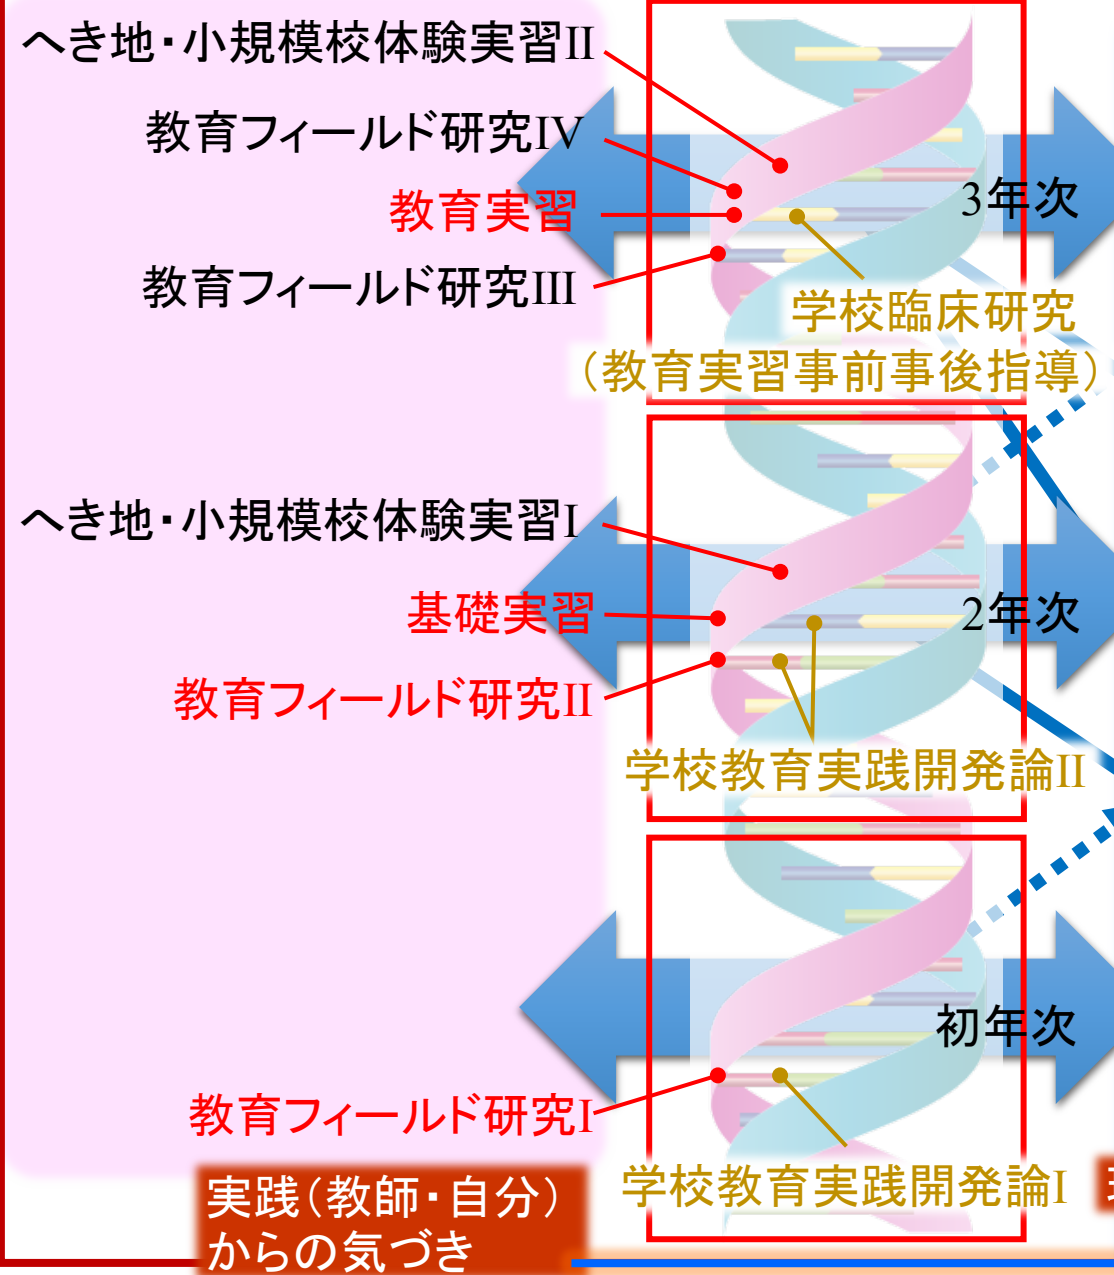 へき地・小規模校体験実習II
教育フィールド研究IV
3年次
教育実習
教育フィールド研究III
学校臨床研究
（教育実習事前事後指導）
へき地・小規模校体験実習I
基礎実習
2年次
教育フィールド研究II
学校教育実践開発論II
初年次
教育フィールド研究I
学校教育実践開発論I
実践（教師・自分）
からの気づき